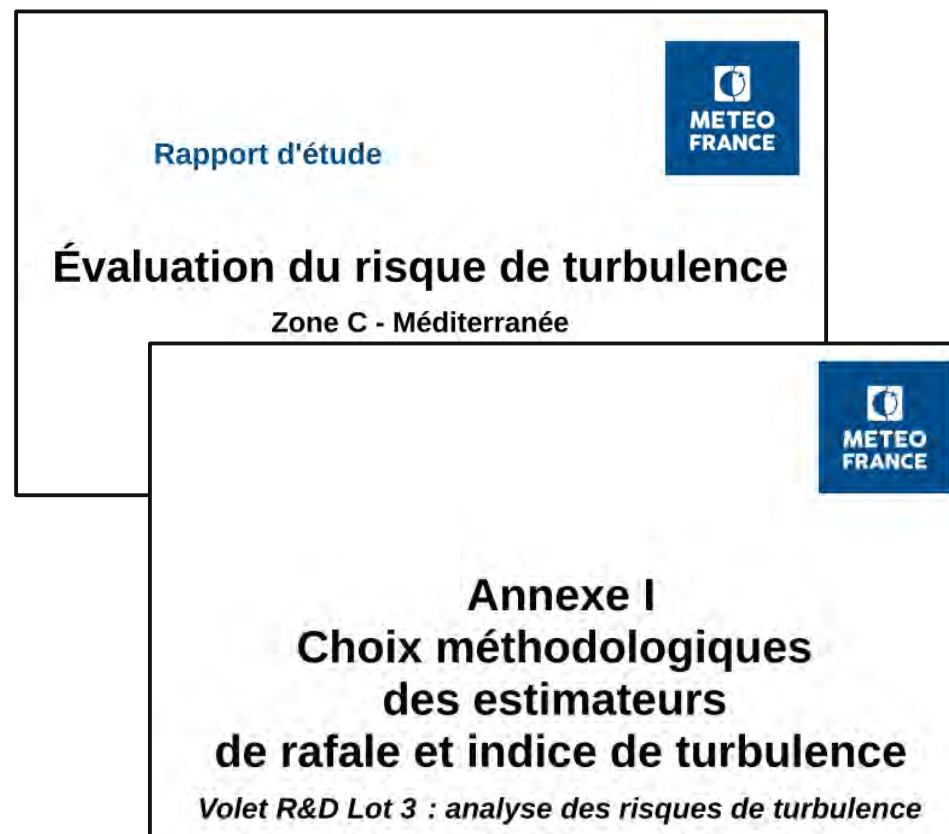 METEO
FRANCE
Rapport d'étude
Évaluation du risque de turbulence
Zone C - Méditerranée
METEO
FRANCE
Annexe I
Choix méthodologiques
des estimateurs
de rafale et indice de turbulence
Volet R&D Lot 3 : analyse des risques de turbulence